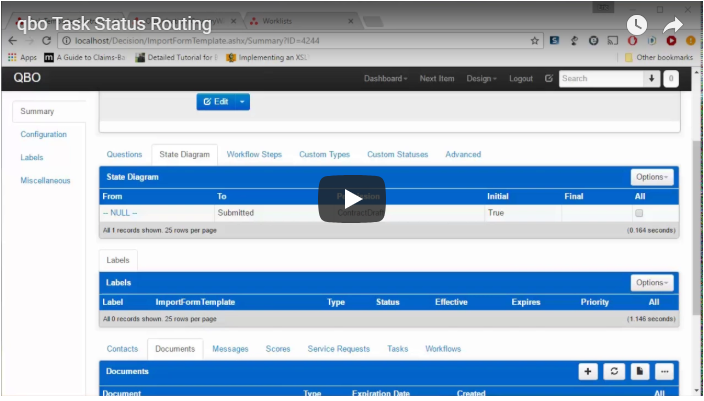 qbo Task Status Routing
Worklists
localhost/Decision/ImportFormTemplate.ashx/Summary?ID=4244
Apps A Guide to Claims-Ba Detailed Tutorial for Implementing an XSL Other bookmarks
QBO Dashboard Next Item Design Logout Search 0
Summary
Configuration
Labels
Miscellaneous
Edit
Questions State Diagram Workflow Steps Custom Types Custom Statuses Advanced
State Diagram Options
From To Permission Initial Final All
-- NULL -- Submitted ContractDraft True
All 1 records shown. 25 rows per page (0.164 seconds)
Labels
Labels Options
Label ImportFormTemplate Type Status Effective Expires Priority All
All 0 records shown. 25 rows per page (1.146 seconds)
Contacts Documents Messages Scores Service Requests Tasks Workflows
Documents
Document Type Expiration Date Created All